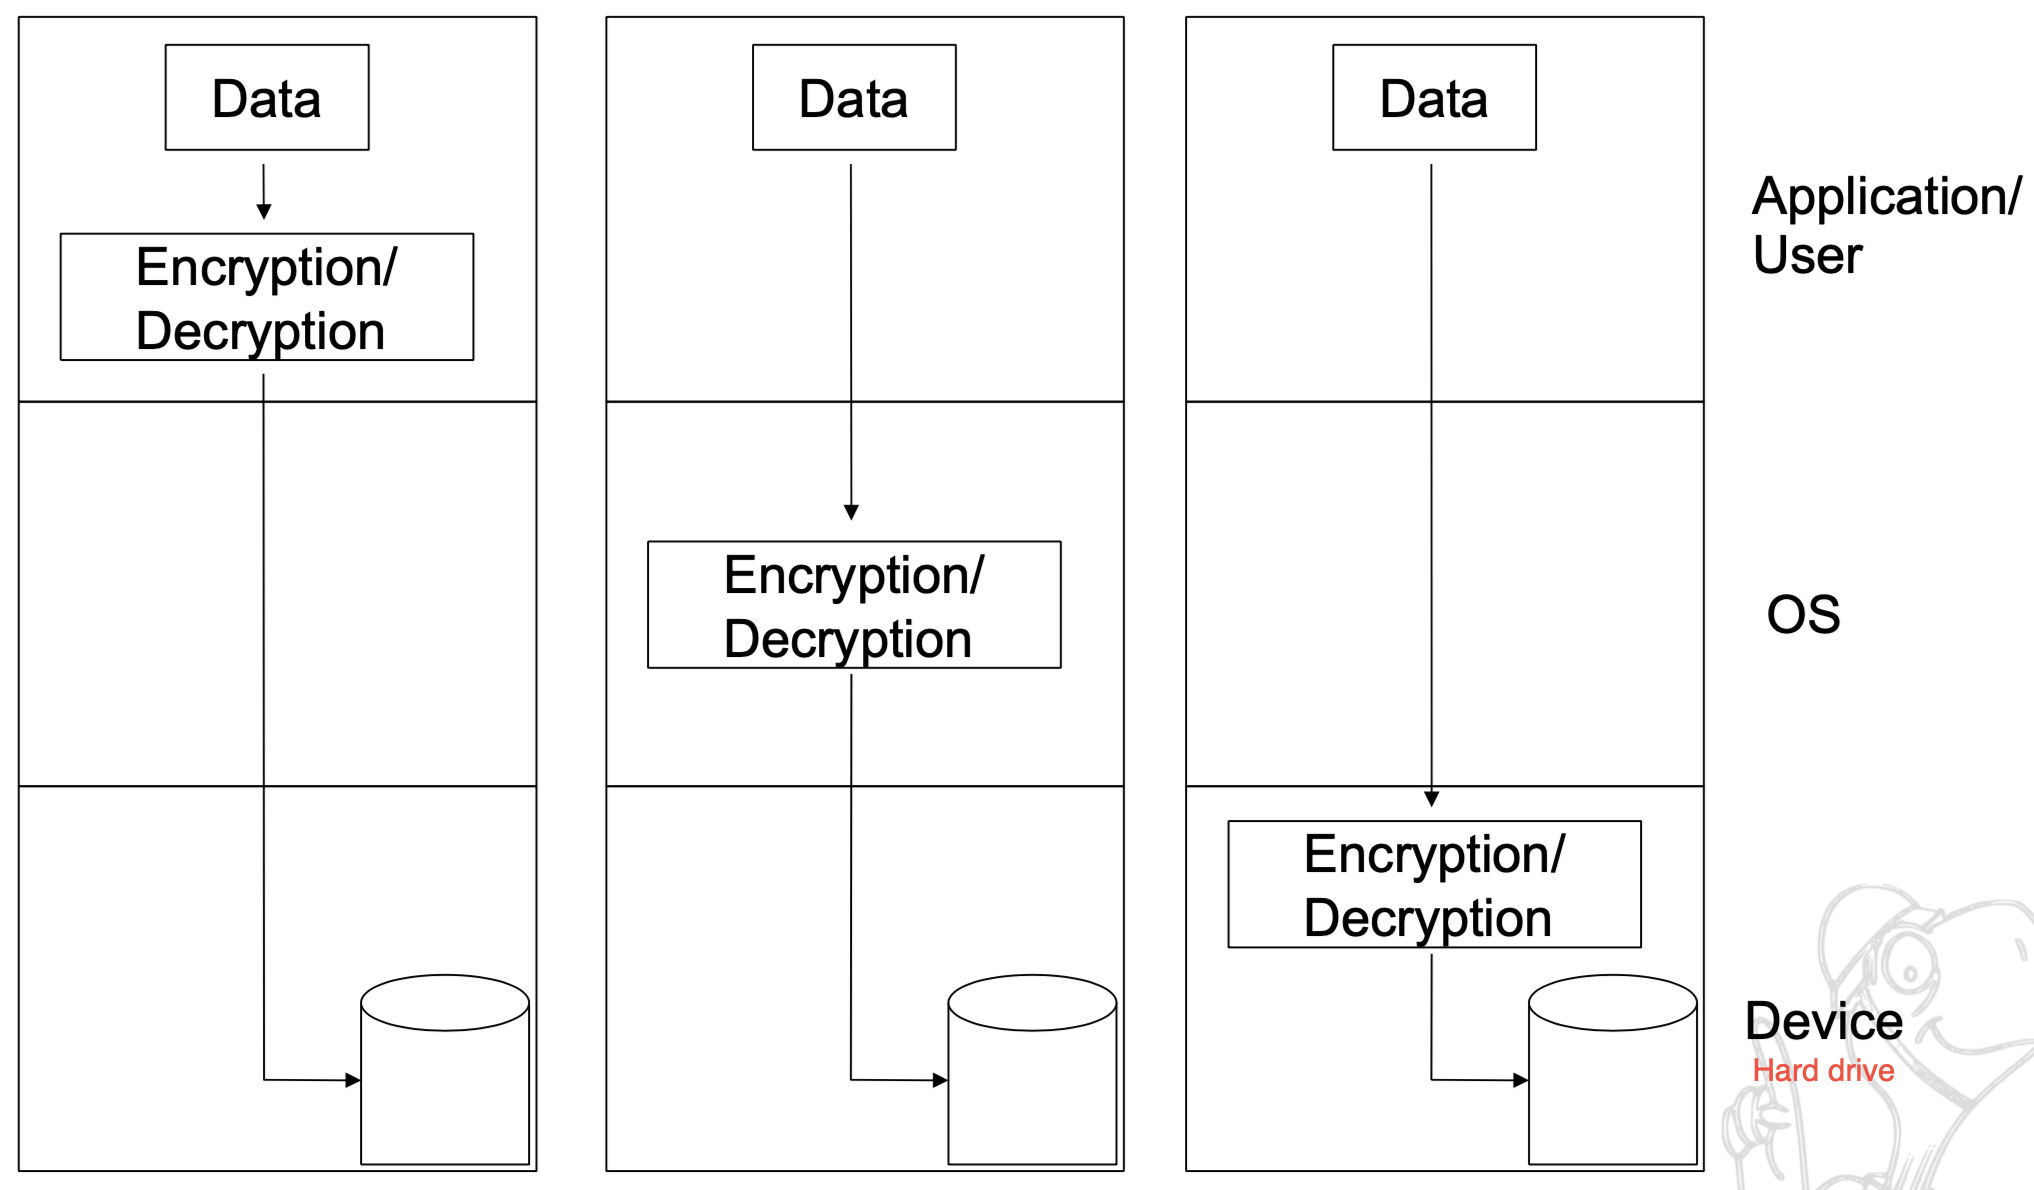 Data
Encryption/
Decryption
Data
Encryption/
Decryption
Data
Encryption/
Decryption
Application/
User
OS
Device
Hard drive